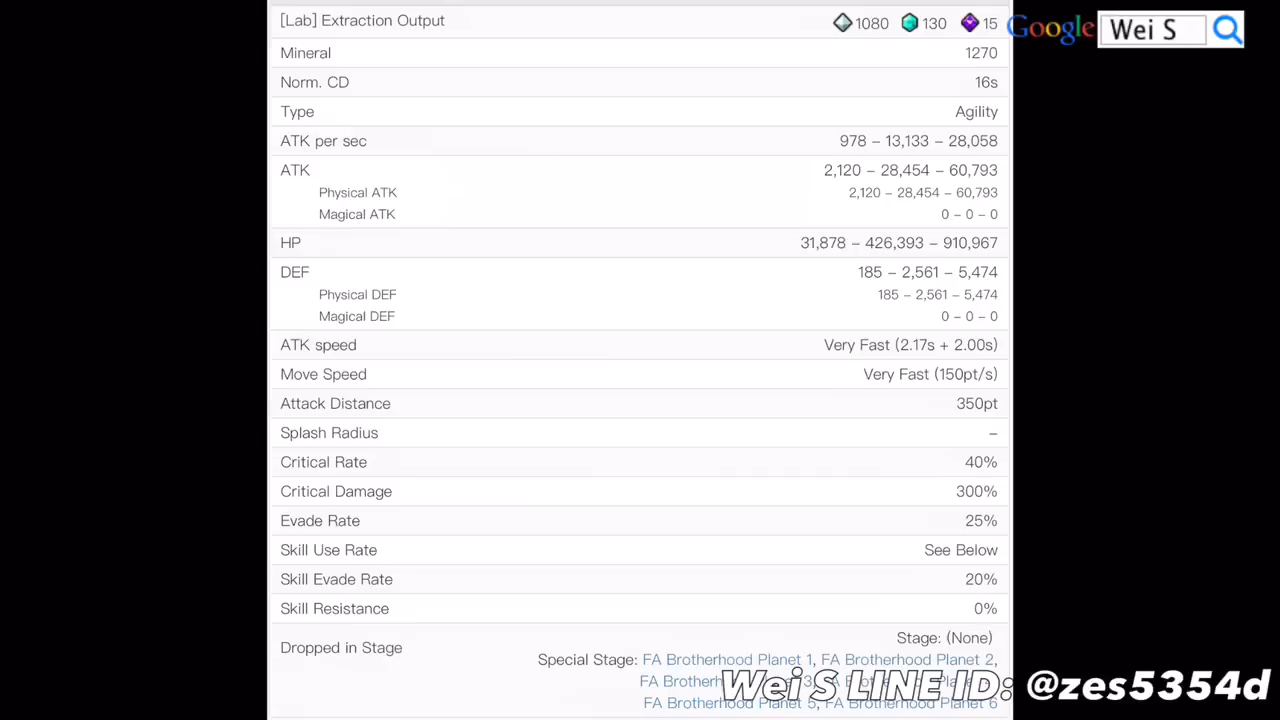 [Lab] Extraction Output 1080 130 15
Google Wei S
Mineral 1270
Norm. CD 16s
Type Agility
ATK per sec 978 – 13,133 – 28,058
ATK 2,120 – 28,454 – 60,793
Physical ATK 2,120 – 28,454 – 60,793
Magical ATK 0 – 0 – 0
HP 31,878 – 426,393 – 910,967
DEF 185 – 2,561 – 5,474
Physical DEF 185 – 2,561 – 5,474
Magical DEF 0 – 0 – 0
ATK speed Very Fast (2.17s + 2.00s)
Move Speed Very Fast (150pt/s)
Attack Distance 350pt
Splash Radius –
Critical Rate 40%
Critical Damage 300%
Evade Rate 25%
Skill Use Rate See Below
Skill Evade Rate 20%
Skill Resistance 0%
Dropped in Stage Stage: (None)
Special Stage: FA Brotherhood Planet 1, FA Brotherhood Planet 2,
FA Brotherh
Wei S LINE ID: @zes5354d
FA Brotherhood Planet 5, FA Brotherhood Planet 6